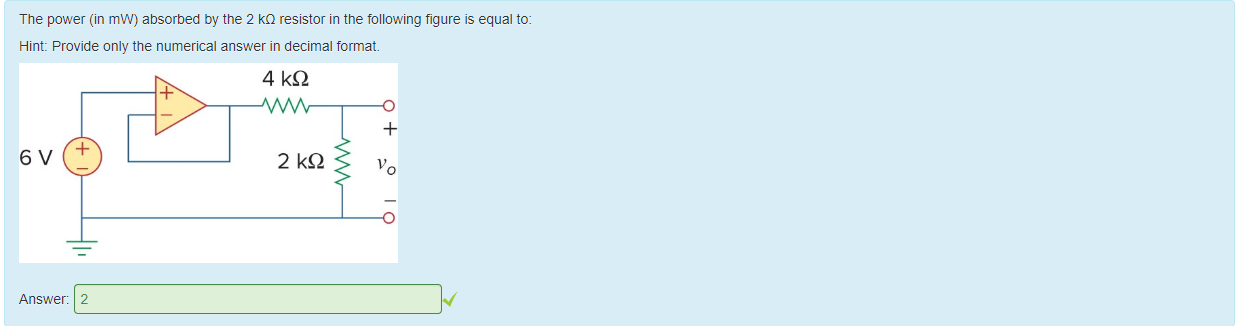 The power (in mW) absorbed by the 2 kΩ resistor in the following figure is equal to:
Hint: Provide only the numerical answer in decimal format.
4 kΩ
+
−
+
6 V
+
−
2 kΩ
vo
−
Answer: 2